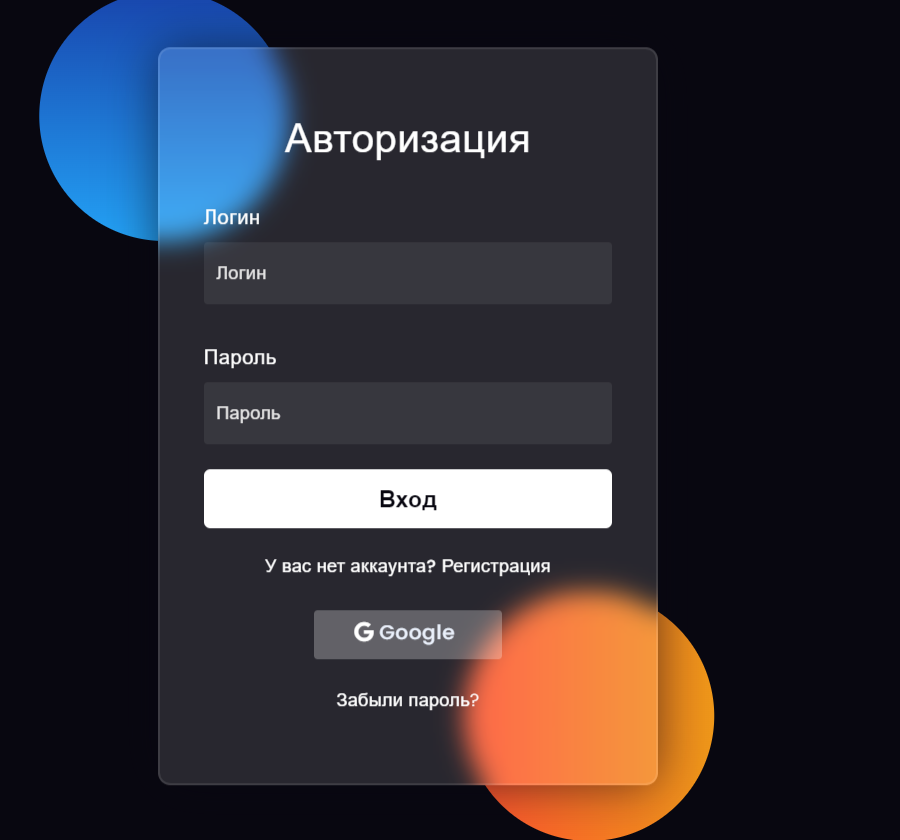 Авторизация
Логин
Логин
Пароль
Пароль
Вход
У вас нет аккаунта? Регистрация
Google
Забыли пароль?